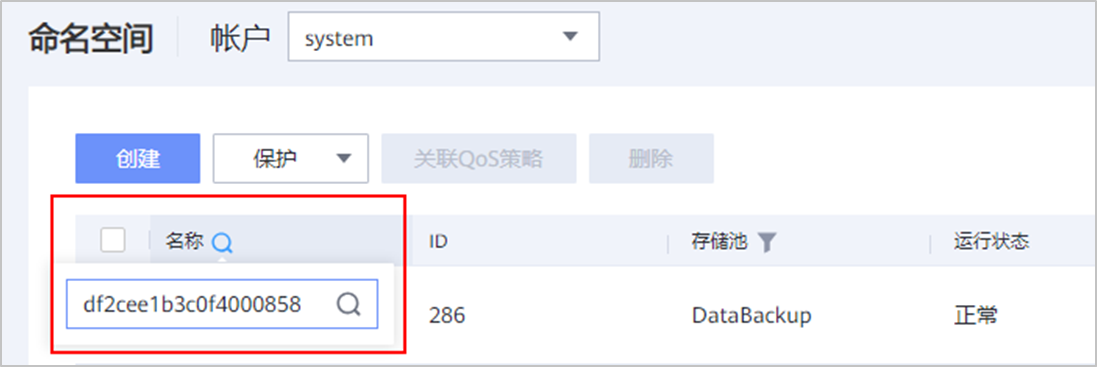 命名空间 帐户 system
创建 保护 关联QoS策略 删除
名称 ID 存储池 运行状态
df2cee1b3c0f4000858 286 DataBackup 正常